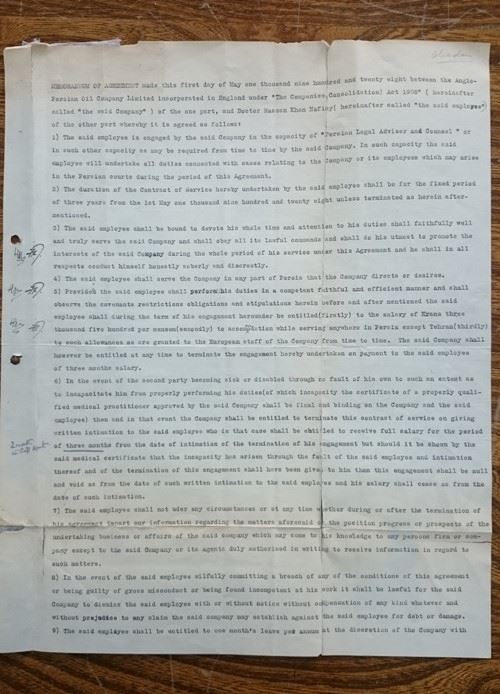 Abadan
MEMORANDUM OF AGREEMENT made this first day of May one thousand nine hundred and twenty eight between the Anglo-
Persian Oil Company Limited incorporated in England under "The Companies (Consolidation) Act 1908" ( hereinafter
called "the said Company" ) of the one part, and Doctor Hassan Khan Nafizy( hereinafter called "the said employee")
of the other part whereby it is agreed as follows:
1) The said employee is engaged by the said Company in the capacity of "Persian Legal Adviser and Counsel " or
in such other capacity as may be required from time to time by the said Company. In such capacity the said
employee will undertake all duties connected with cases relating to the Company or its employees which may arise
in the Persian courts during the period of this Agreement.
2) The duration of the Contract of Service hereby undertaken by the said employee shall be for the fixed period
of three years from the 1st May one thousand nine hundred and twenty eight unless terminated as herein after-
mentioned.
3) The said employee shall be bound to devote his whole time and attention to his duties shall faithfully well
and truly serve the said Company and shall obey all its lawful commands and shall do his utmost to promote the
interests of the said Company during the whole period of his service under this Agreement and he shall in all
respects conduct himself honestly soberly and discreetly.
4) The said employee shall serve the Company in any part of Persia that the Company directs or desires.
5) Provided the said employee shall perform his duties in a competent faithful and efficient manner and shall
observe the covenants restrictions obligations and stipulations herein before and after mentioned the said
employee shall during the term of his engagement hereunder be entitled(firstly) to the salary of Krans three
thousand five hundred per mensem(secondly) to accommodation while serving anywhere in Persia except Tehran(thirdly)
to such allowances as are granted to the European staff of the Company from time to time. The said Company shall
however be entitled at any time to terminate the engagement hereby undertaken on payment to the said employee
of three months salary.
6) In the event of the second party becoming sick or disabled through no fault of his own to such an extent as
to incapacitate him from properly performing his duties(of which incapacity the certificate of a properly quali-
fied medical practitioner approved by the said Company shall be final and binding on the Company and the said
employee) then and in that event the Company shall be entitled to terminate this contract of service on giving
written intimation to the said employee who in that case shall be entitled to receive full salary for the period
of three months from the date of intimation of the termination of his engagement but should it be shown by the
said medical certificate that the incapacity has arisen through the fault of the said employee and intimation
thereof and of the termination of this engagement shall have been given to him then this engagement shall be null
and void as from the date of such written intimation to the said employee and his salary shall cease as from the
date of such intimation.
7) The said employee shall not under any circumstances or at any time whether during or after the termination of
his agreement impart any information regarding the matters aforesaid or the position progress or prospects of the
undertaking business or affairs of the said company which may come to his knowledge to any persons firm or com-
pany except to the said Company or its agents duly authorised in writing to receive information in regard to
such matters.
8) In the event of the said employee wilfully committing a breach of any of the conditions of this agreement
or being guilty of gross misconduct or being found incompetent at his work it shall be lawful for the said
Company to dismiss the said employee with or without notice without compensation of any kind whatever and
without prejudice to any claim the said company may establish against the said employee for debt or damage.
9) The said employee shall be entitled to one month's leave per annum at the discretion of the Company with